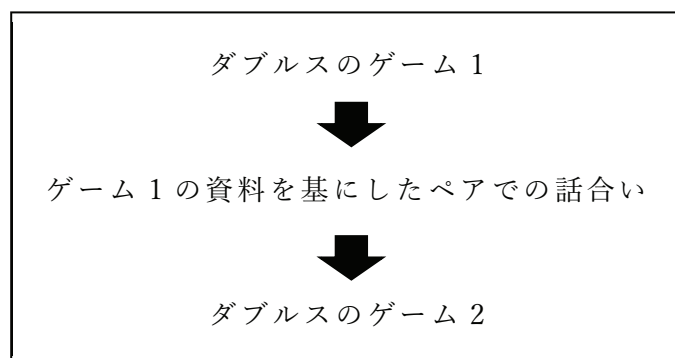 ダブルスのゲーム１
ゲーム１の資料を基にしたペアでの話合い
ダブルスのゲーム２